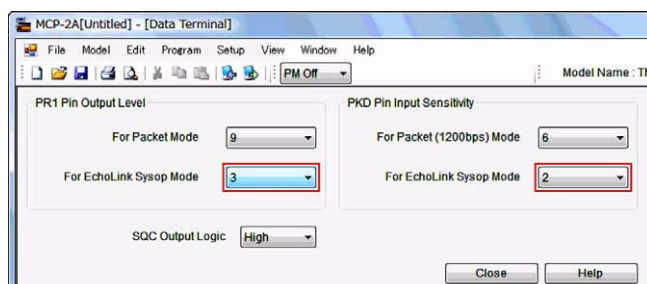 MCP-2A[Untitled] - [Data Terminal]
File Model Edit Program Setup View Window Help
PM Off Model Name : TM
PR1 Pin Output Level PKD Pin Input Sensitivity
For Packet Mode 9 For Packet (1200bps) Mode 6
For EchoLink Sysop Mode 3 For EchoLink Sysop Mode 2
SQC Output Logic High
Close Help